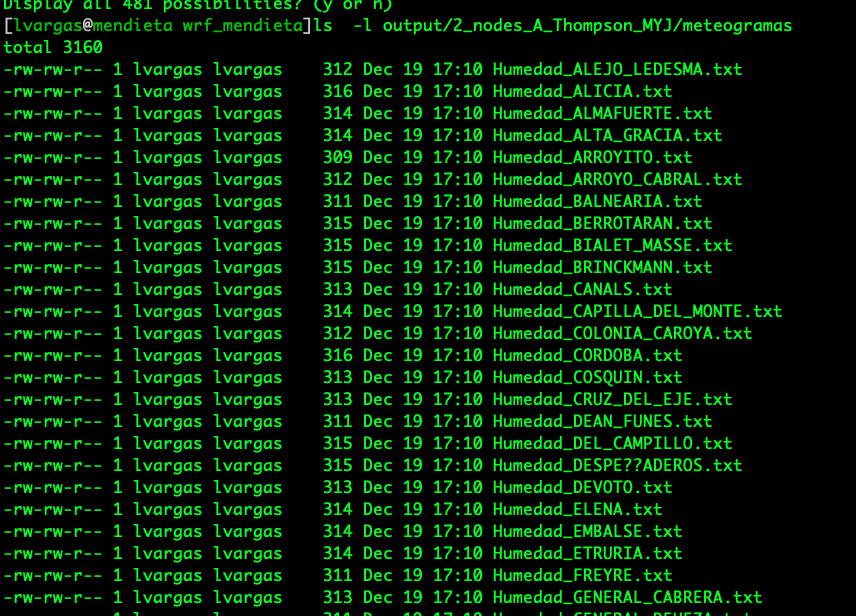 Display all 481 possibilities? (y or n)
[lvargas@mendieta wrf_mendieta]ls  -l output/2_nodes_A_Thompson_MYJ/meteogramas
total 3160
-rw-rw-r-- 1 lvargas lvargas    312 Dec 19 17:10 Humedad_ALEJO_LEDESMA.txt
-rw-rw-r-- 1 lvargas lvargas    316 Dec 19 17:10 Humedad_ALICIA.txt
-rw-rw-r-- 1 lvargas lvargas    314 Dec 19 17:10 Humedad_ALMAFUERTE.txt
-rw-rw-r-- 1 lvargas lvargas    314 Dec 19 17:10 Humedad_ALTA_GRACIA.txt
-rw-rw-r-- 1 lvargas lvargas    309 Dec 19 17:10 Humedad_ARROYITO.txt
-rw-rw-r-- 1 lvargas lvargas    312 Dec 19 17:10 Humedad_ARROYO_CABRAL.txt
-rw-rw-r-- 1 lvargas lvargas    311 Dec 19 17:10 Humedad_BALNEARIA.txt
-rw-rw-r-- 1 lvargas lvargas    315 Dec 19 17:10 Humedad_BERROTARAN.txt
-rw-rw-r-- 1 lvargas lvargas    315 Dec 19 17:10 Humedad_BIALET_MASSE.txt
-rw-rw-r-- 1 lvargas lvargas    315 Dec 19 17:10 Humedad_BRINCKMANN.txt
-rw-rw-r-- 1 lvargas lvargas    313 Dec 19 17:10 Humedad_CANALS.txt
-rw-rw-r-- 1 lvargas lvargas    314 Dec 19 17:10 Humedad_CAPILLA_DEL_MONTE.txt
-rw-rw-r-- 1 lvargas lvargas    312 Dec 19 17:10 Humedad_COLONIA_CAROYA.txt
-rw-rw-r-- 1 lvargas lvargas    316 Dec 19 17:10 Humedad_CORDOBA.txt
-rw-rw-r-- 1 lvargas lvargas    313 Dec 19 17:10 Humedad_COSQUIN.txt
-rw-rw-r-- 1 lvargas lvargas    313 Dec 19 17:10 Humedad_CRUZ_DEL_EJE.txt
-rw-rw-r-- 1 lvargas lvargas    311 Dec 19 17:10 Humedad_DEAN_FUNES.txt
-rw-rw-r-- 1 lvargas lvargas    315 Dec 19 17:10 Humedad_DEL_CAMPILLO.txt
-rw-rw-r-- 1 lvargas lvargas    315 Dec 19 17:10 Humedad_DESPE??ADEROS.txt
-rw-rw-r-- 1 lvargas lvargas    313 Dec 19 17:10 Humedad_DEVOTO.txt
-rw-rw-r-- 1 lvargas lvargas    314 Dec 19 17:10 Humedad_ELENA.txt
-rw-rw-r-- 1 lvargas lvargas    314 Dec 19 17:10 Humedad_EMBALSE.txt
-rw-rw-r-- 1 lvargas lvargas    314 Dec 19 17:10 Humedad_ETRURIA.txt
-rw-rw-r-- 1 lvargas lvargas    311 Dec 19 17:10 Humedad_FREYRE.txt
-rw-rw-r-- 1 lvargas lvargas    313 Dec 19 17:10 Humedad_GENERAL_CABRERA.txt